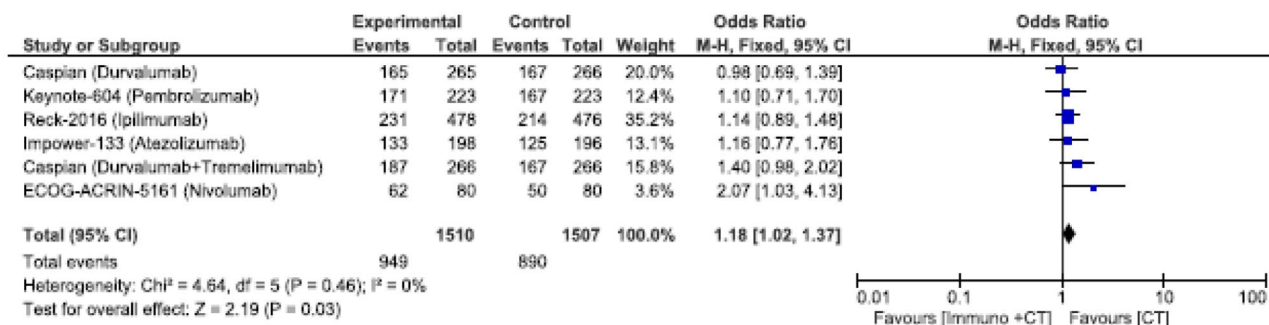 Experimental Control Odds Ratio Odds Ratio
Study or Subgroup Events Total Events Total Weight M-H, Fixed, 95% CI M-H, Fixed, 95% CI
Caspian (Durvalumab) 165 265 167 266 20.0% 0.98 [0.69, 1.39]
Keynote-604 (Pembrolizumab) 171 223 167 223 12.4% 1.10 [0.71, 1.70]
Reck-2016 (Ipilimumab) 231 478 214 476 35.2% 1.14 [0.89, 1.48]
Impower-133 (Atezolizumab) 133 198 125 196 13.1% 1.16 [0.77, 1.76]
Caspian (Durvalumab+Tremelimumab) 187 266 167 266 15.8% 1.40 [0.98, 2.02]
ECOG-ACRIN-5161 (Nivolumab) 62 80 50 80 3.6% 2.07 [1.03, 4.13]
Total (95% CI) 1510 1507 100.0% 1.18 [1.02, 1.37]
Total events 949 890
Heterogeneity: Chi² = 4.64, df = 5 (P = 0.46); I² = 0%
Test for overall effect: Z = 2.19 (P = 0.03)
0.01 0.1 1 10 100
Favours [Immuno +CT] Favours [CT]